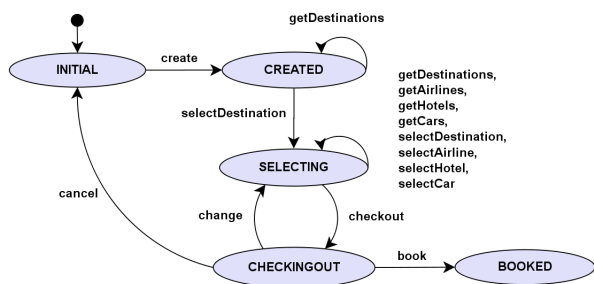 getDestinations
INITIAL
create
CREATED
getDestinations,
getAirlines,
getHotels,
getCars,
selectDestination,
selectAirline,
selectHotel,
selectCar
selectDestination
SELECTING
cancel
change
checkout
CHECKINGOUT
book
BOOKED